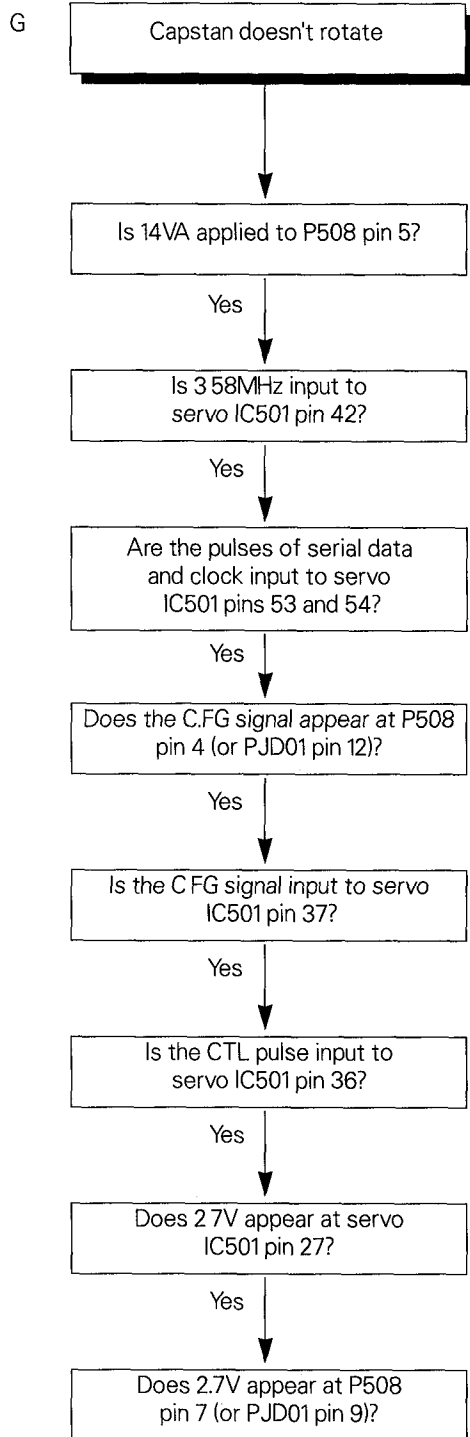 G
Capstan doesn't rotate
Is 14VA applied to P508 pin 5?
Yes
Is 3 58MHz input to
servo IC501 pin 42?
Yes
Are the pulses of serial data
and clock input to servo
IC501 pins 53 and 54?
Yes
Does the C.FG signal appear at P508
pin 4 (or PJD01 pin 12)?
Yes
Is the C FG signal input to servo
IC501 pin 37?
Yes
Is the CTL pulse input to
servo IC501 pin 36?
Yes
Does 2 7V appear at servo
IC501 pin 27?
Yes
Does 2.7V appear at P508
pin 7 (or PJD01 pin 9)?